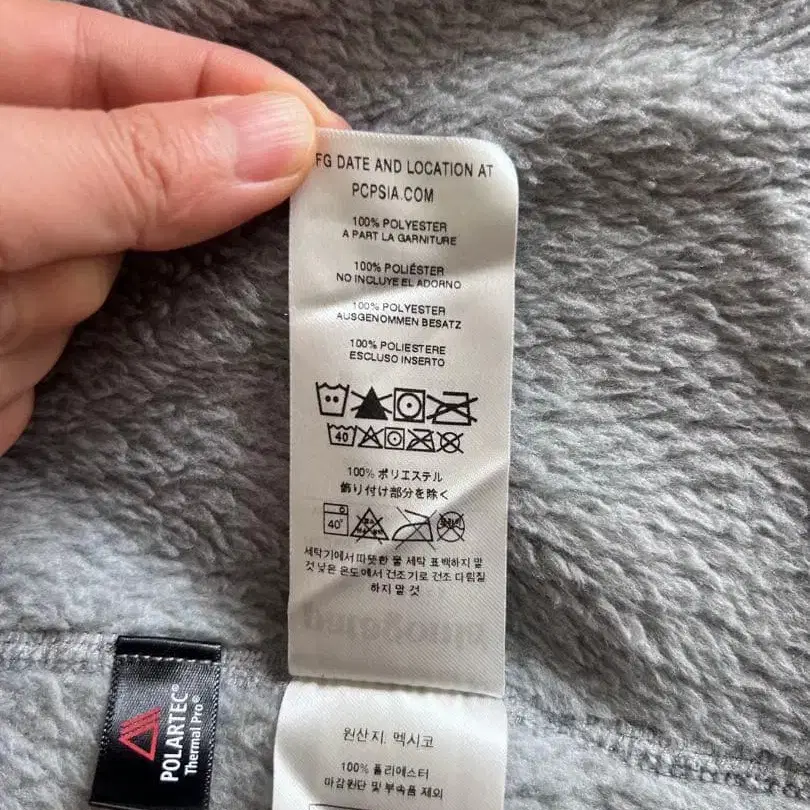 FG DATE AND LOCATION AT
PCPSIA.COM
100% POLYESTER
A PART LA GARNITURE
100% POLIÉSTER
NO INCLUYE EL ADORNO
100% POLYESTER
AUSGENOMMEN BESATZ
100% POLIESTERE
ESCLUSO INSERTO
40
100% ポリエステル
飾り付け部分を除く
40°
세탁기에서 따뜻한 물 세탁 표백하지 말
것 낮은 온도에서 건조기로 건조 다림질
하지 말 것
POLARTEC®
Thermal Pro®
원산지. 멕시코
100% 폴리에스터
마감원단 및 부속품 제외